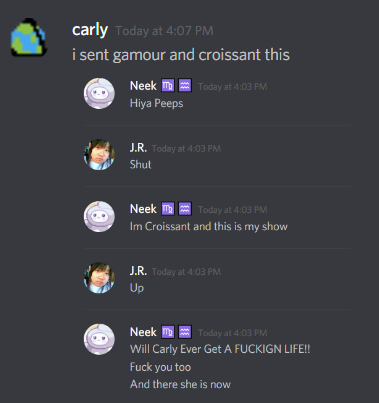 carly Today at 4:07 PM
i sent gamour and croissant this
Neek ♍ ♒ Today at 4:03 PM
Hiya Peeps
J.R. Today at 4:03 PM
Shut
Neek ♍ ♒ Today at 4:03 PM
Im Croissant and this is my show
J.R. Today at 4:03 PM
Up
Neek ♍ ♒ Today at 4:03 PM
Will Carly Ever Get A FUCKIGN LIFE!!
Fuck you too
And there she is now